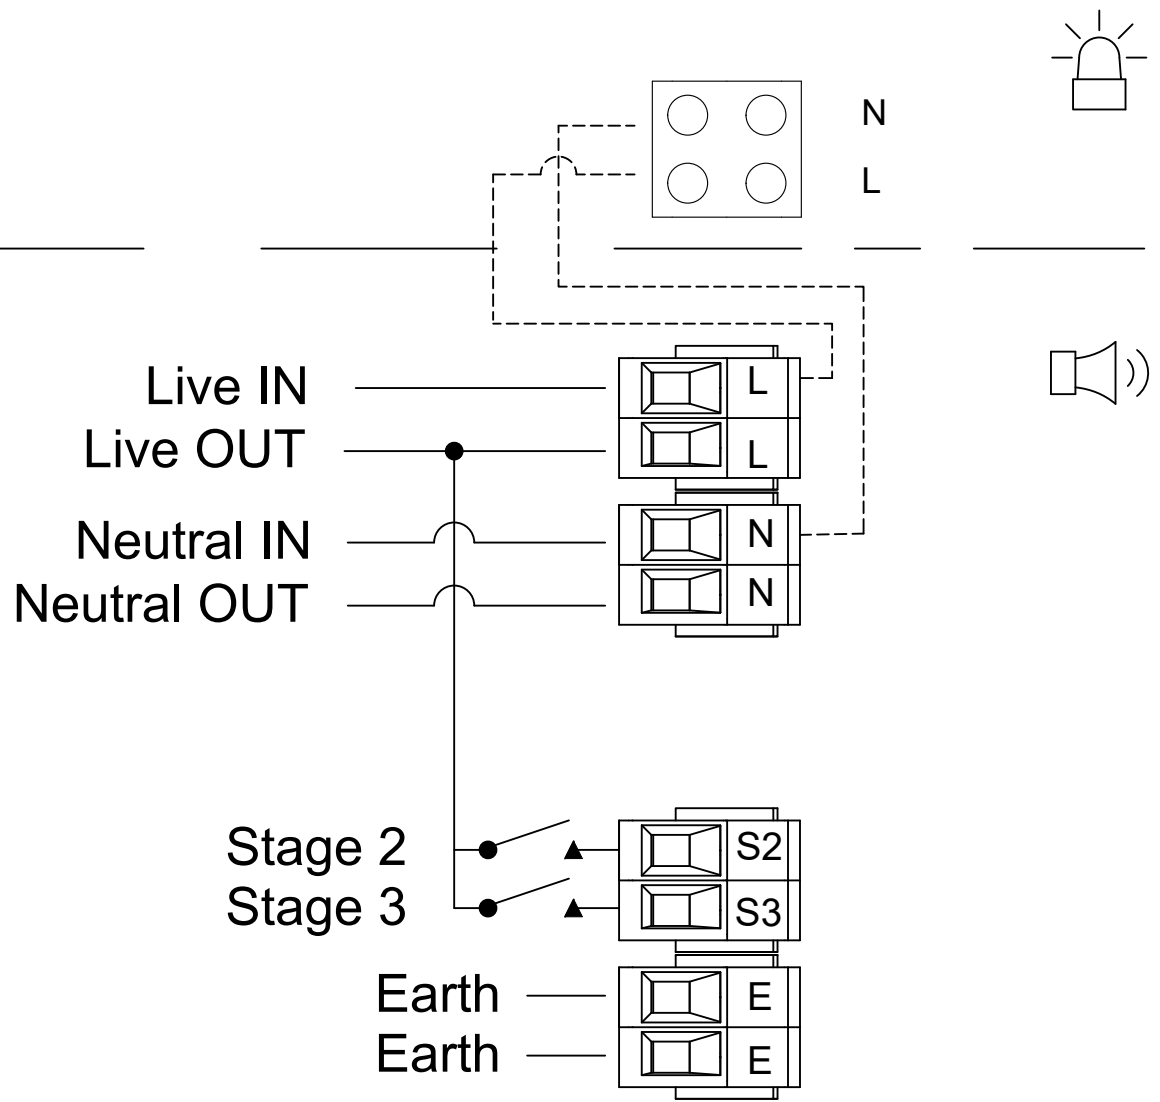 N
L
Live IN L
Live OUT L
Neutral IN N
Neutral OUT N
Stage 2 S2
Stage 3 S3
Earth E
Earth E